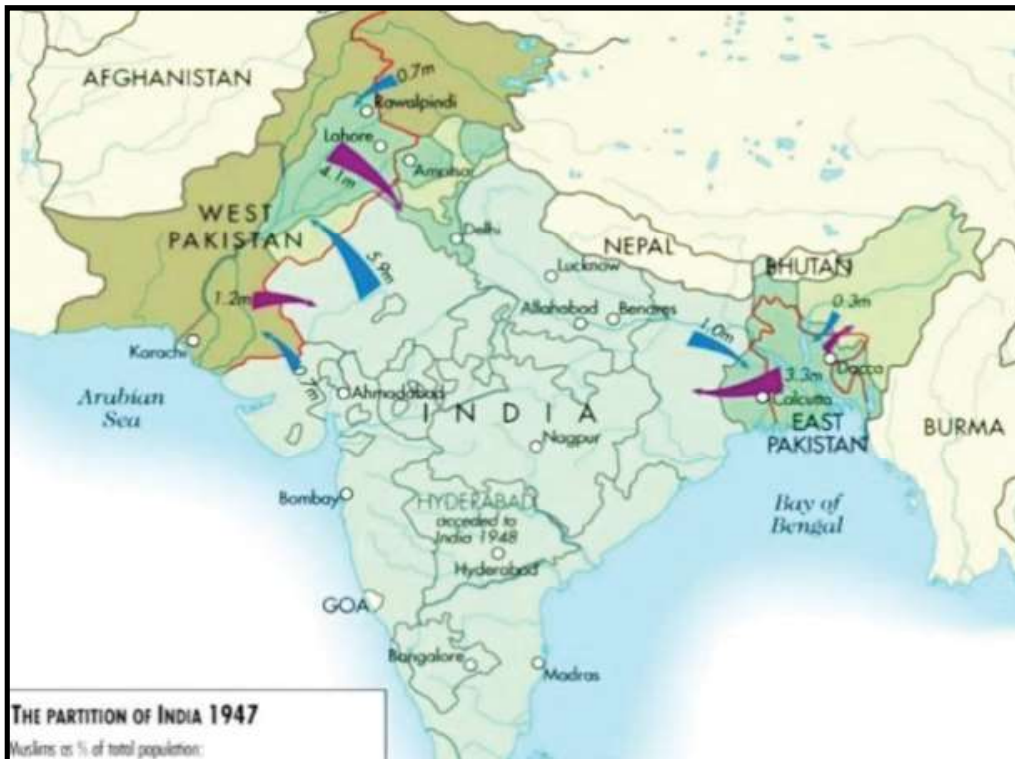 AFGHANISTAN
0.7m
Rawalpindi
Lahore
Amritsar
4.1m
WEST
PAKISTAN
Delhi
NEPAL
BHUTAN
5.9m
Lucknow
1.2m
0.3m
Allahabad
Benares
1.0m
Karachi
Dacca
.7m
3.3m
Arabian
Sea
Ahmadabad
Calcutta
INDIA
EAST
PAKISTAN
BURMA
Nagpur
Bombay
HYDERABAD
acceded to
India 1948
Bay of
Bengal
Hyderabad
GOA
Bangalore
Madras
THE PARTITION OF INDIA 1947
Muslims as % of total population: